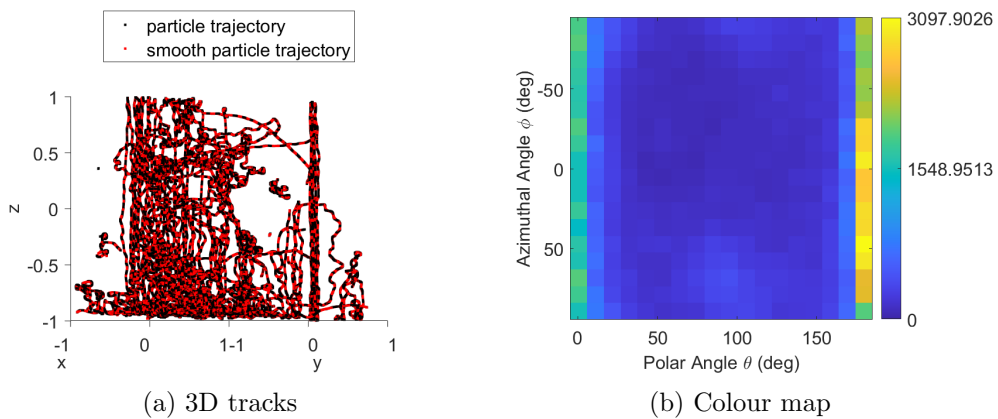 particle trajectory
smooth particle trajectory
1
0.5
0
-0.5
-1
z
-1 0 1-1 0 1
x y
(a) 3D tracks
3097.9026
1548.9513
0
-50
0
50
Azimuthal Angle ϕ (deg)
0 50 100 150
Polar Angle θ (deg)
(b) Colour map